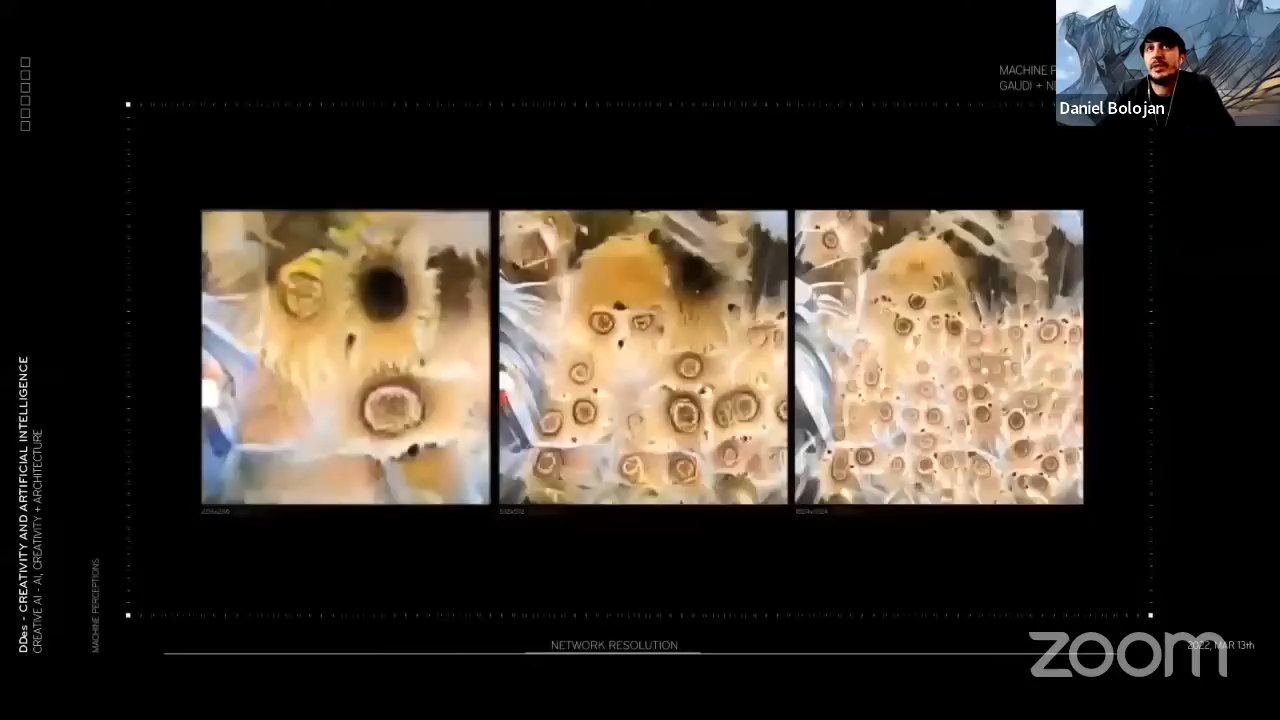 MACHINE
GAUDI +
Daniel Bolojan
DDes - CREATIVITY AND ARTIFICIAL INTELLIGENCE
CREATIVE AI - AI, CREATIVITY + ARCHITECTURE
MACHINE PERCEPTIONS
NETWORK RESOLUTION
2022, MAR 13th
zoom